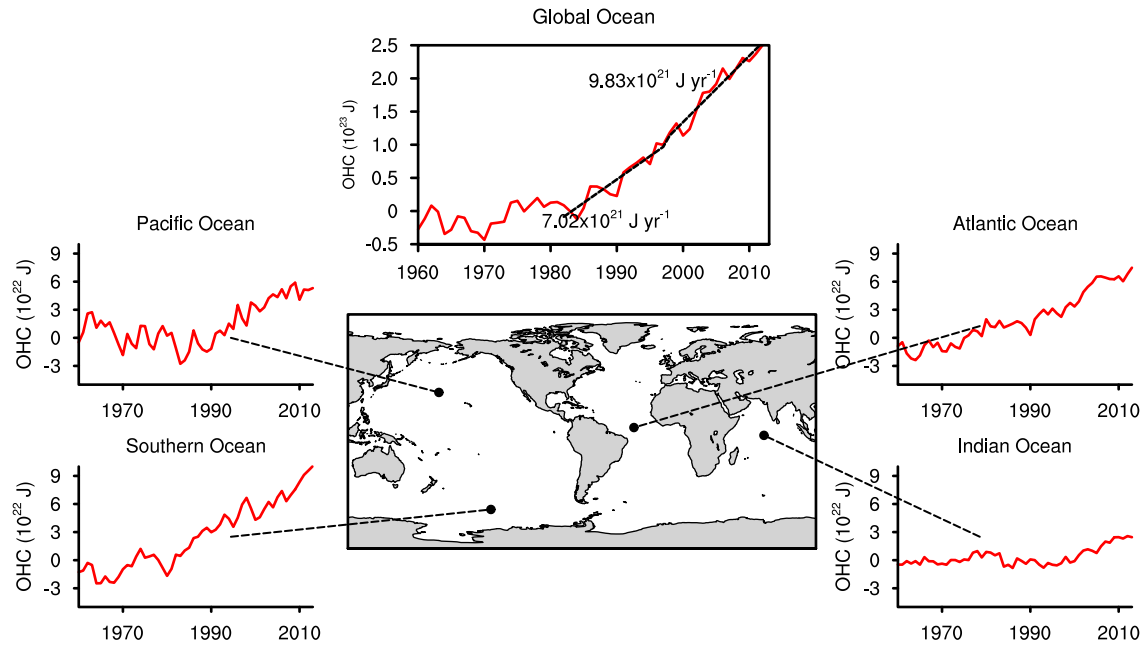 Global Ocean
OHC (10²³ J)
2.5
2.0
1.5
1.0
0.5
0
-0.5
9.83x10²¹ J yr⁻¹
7.02x10²¹ J yr⁻¹
1960 1970 1980 1990 2000 2010
Pacific Ocean
OHC (10²² J)
9
6
3
0
-3
1970 1990 2010
Atlantic Ocean
OHC (10²² J)
9
6
3
0
-3
1970 1990 2010
Southern Ocean
OHC (10²² J)
9
6
3
0
-3
1970 1990 2010
Indian Ocean
OHC (10²² J)
9
6
3
0
-3
1970 1990 2010